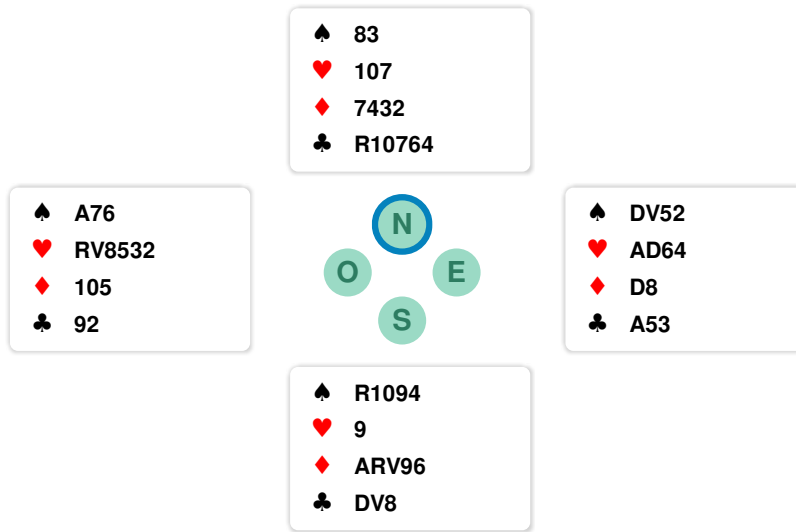 ♠ 83
♥ 107
♦ 7432
♣ R10764
♠ A76
♥ RV8532
♦ 105
♣ 92
N
O
E
S
♠ DV52
♥ AD64
♦ D8
♣ A53
♠ R1094
♥ 9
♦ ARV96
♣ DV8